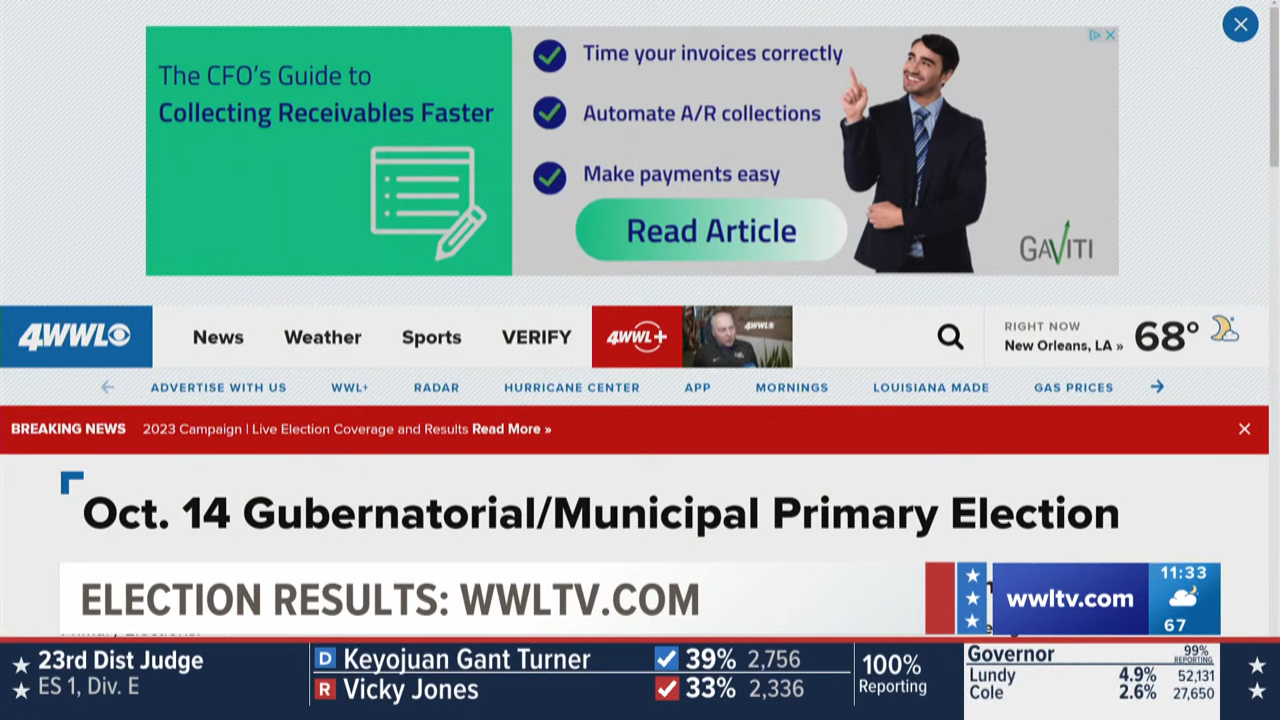 The CFO's Guide to
Collecting Receivables Faster
Time your invoices correctly
Automate A/R collections
Make payments easy
Read Article
GAVITI
4WWL
News
Weather
Sports
VERIFY
4WWL+
4WWL
RIGHT NOW
New Orleans, LA »
68°
ADVERTISE WITH US
WWL+
RADAR
HURRICANE CENTER
APP
MORNINGS
LOUISIANA MADE
GAS PRICES
BREAKING NEWS 2023 Campaign | Live Election Coverage and Results Read More »
Oct. 14 Gubernatorial/Municipal Primary Election
ELECTION RESULTS: WWLTV.COM
wwltv.com
11:33
67
23rd Dist Judge
ES 1, Div. E
D Keyojuan Gant Turner 39% 2,756
R Vicky Jones 33% 2,336
100%
Reporting
Governor 99% REPORTING
Lundy 4.9% 52,131
Cole 2.6% 27,650